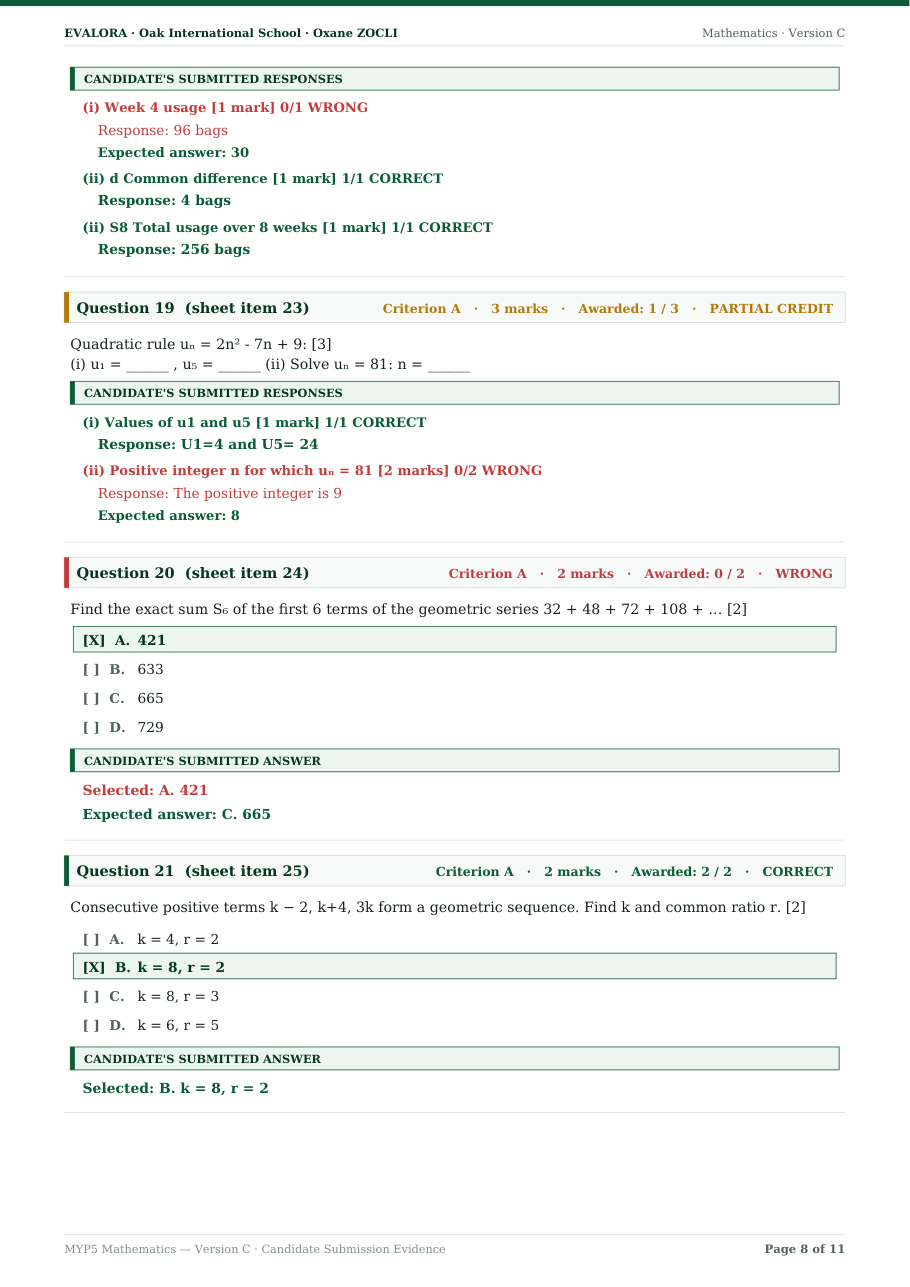 EVALORA · Oak International School · Oxane ZOCLI
Mathematics · Version C
CANDIDATE'S SUBMITTED RESPONSES
(i) Week 4 usage [1 mark] 0/1 WRONG
Response: 96 bags
Expected answer: 30
(ii) d Common difference [1 mark] 1/1 CORRECT
Response: 4 bags
(ii) S8 Total usage over 8 weeks [1 mark] 1/1 CORRECT
Response: 256 bags
Question 19 (sheet item 23) Criterion A · 3 marks · Awarded: 1 / 3 · PARTIAL CREDIT
Quadratic rule uₙ = 2n² - 7n + 9: [3]
(i) u₁ = ______ , u₅ = ______ (ii) Solve uₙ = 81: n = ______
CANDIDATE'S SUBMITTED RESPONSES
(i) Values of u1 and u5 [1 mark] 1/1 CORRECT
Response: U1=4 and U5= 24
(ii) Positive integer n for which uₙ = 81 [2 marks] 0/2 WRONG
Response: The positive integer is 9
Expected answer: 8
Question 20 (sheet item 24) Criterion A · 2 marks · Awarded: 0 / 2 · WRONG
Find the exact sum S₆ of the first 6 terms of the geometric series 32 + 48 + 72 + 108 + … [2]
[X] A. 421
[ ] B. 633
[ ] C. 665
[ ] D. 729
CANDIDATE'S SUBMITTED ANSWER
Selected: A. 421
Expected answer: C. 665
Question 21 (sheet item 25) Criterion A · 2 marks · Awarded: 2 / 2 · CORRECT
Consecutive positive terms k − 2, k+4, 3k form a geometric sequence. Find k and common ratio r. [2]
[ ] A. k = 4, r = 2
[X] B. k = 8, r = 2
[ ] C. k = 8, r = 3
[ ] D. k = 6, r = 5
CANDIDATE'S SUBMITTED ANSWER
Selected: B. k = 8, r = 2
MYP5 Mathematics — Version C · Candidate Submission Evidence
Page 8 of 11